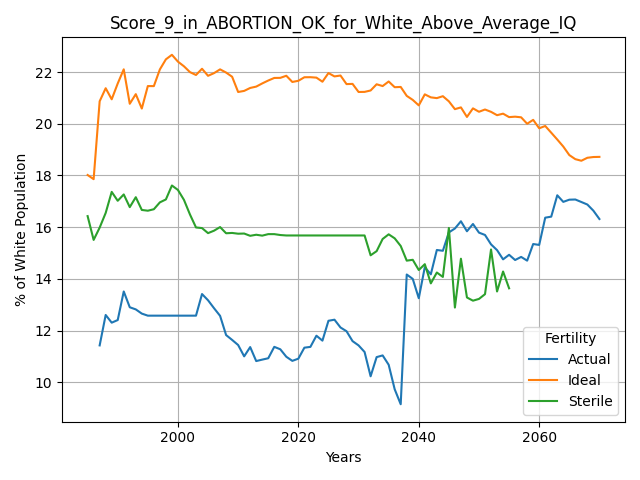 Score_9_in_ABORTION_OK_for_White_Above_Average_IQ
% of White Population
22
20
18
16
14
12
10
2000 2020 2040 2060
Years
Fertility
Actual
Ideal
Sterile